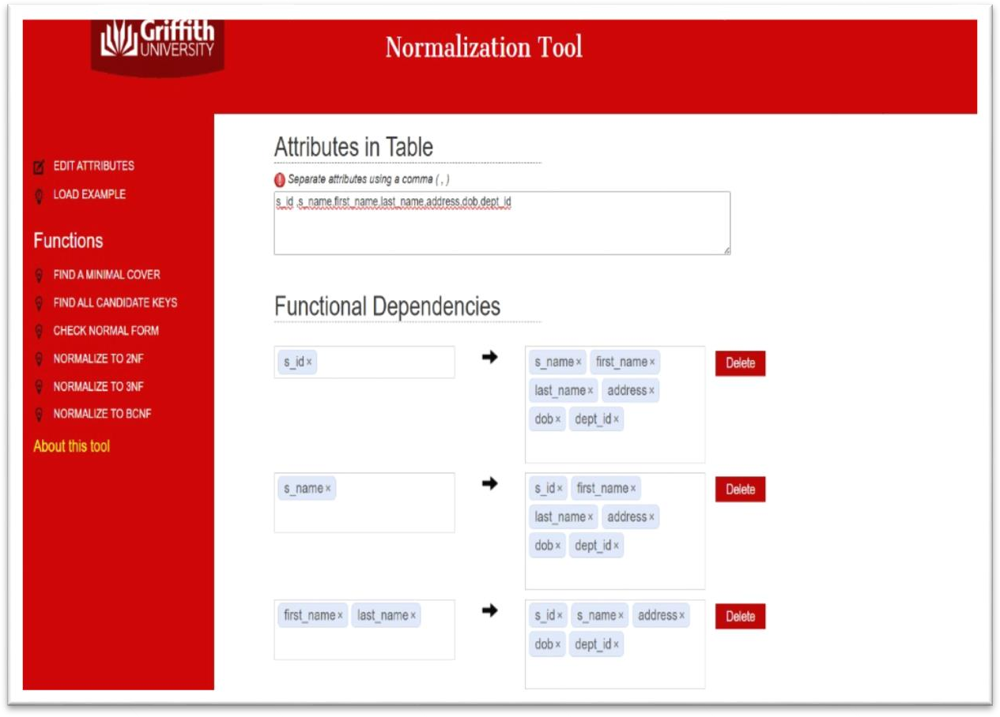 Griffith
UNIVERSITY
Normalization Tool
EDIT ATTRIBUTES
LOAD EXAMPLE
Functions
FIND A MINIMAL COVER
FIND ALL CANDIDATE KEYS
CHECK NORMAL FORM
NORMALIZE TO 2NF
NORMALIZE TO 3NF
NORMALIZE TO BCNF
About this tool
Attributes in Table
Separate attributes using a comma ( , )
s_id ,s_name,first_name,last_name,address,dob,dept_id
Functional Dependencies
s_id× ➔ s_name× first_name× Delete
last_name× address×
dob× dept_id×
s_name× ➔ s_id× first_name× Delete
last_name× address×
dob× dept_id×
first_name× last_name× ➔ s_id× s_name× address× Delete
dob× dept_id×